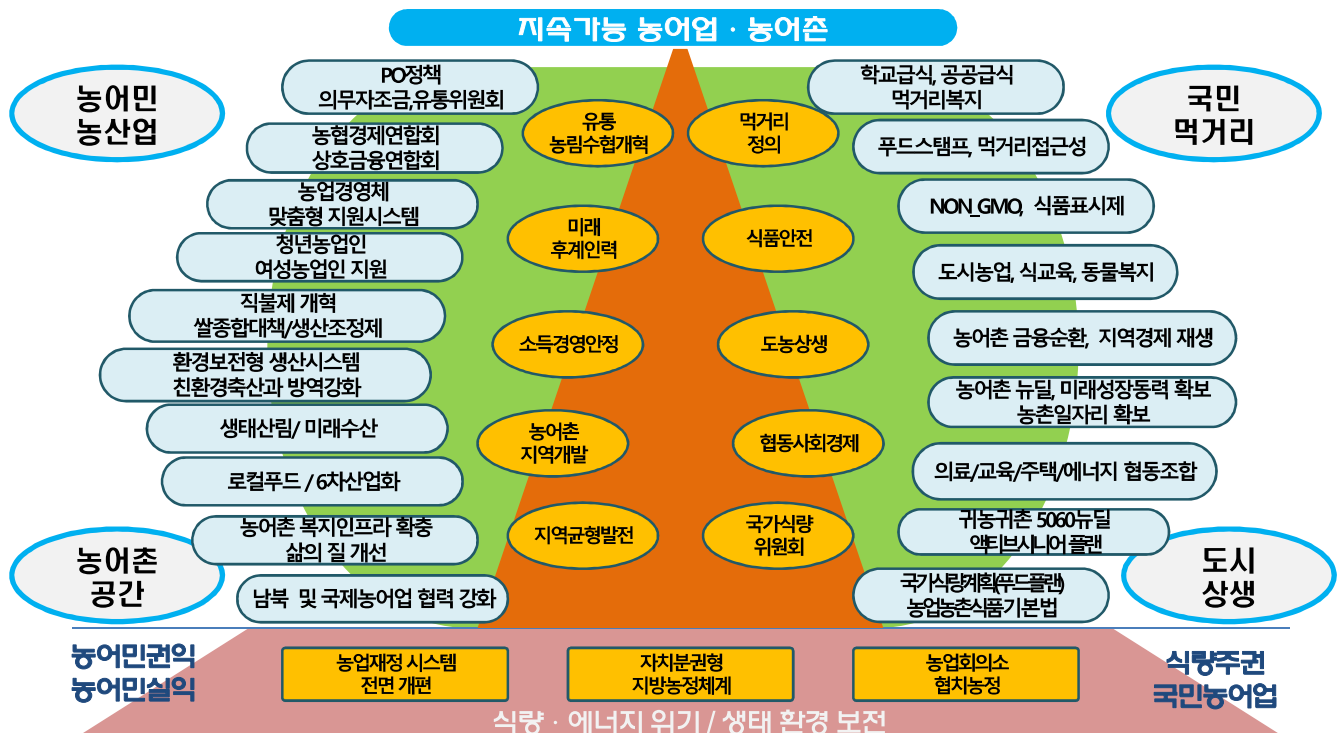 지속가능 농어업 · 농어촌
농어민
농산업
PO정책
의무자조금,유통위원회
농협경제연합회
상호금융연합회
농업경영체
맞춤형 지원시스템
청년농업인
여성농업인 지원
직불제 개혁
쌀종합대책/생산조정제
환경보전형 생산시스템
친환경축산과 방역강화
생태산림/ 미래수산
로컬푸드 / 6차산업화
농어촌 복지인프라 확충
삶의 질 개선
남북 및 국제농어업 협력 강화
농어촌
공간
유통
농림수협개혁
미래
후계인력
소득경영안정
농어촌
지역개발
지역균형발전
먹거리
정의
식품안전
도농상생
협동사회경제
국가식량
위원회
학교급식, 공공급식
먹거리복지
푸드스탬프, 먹거리접근성
NON_GMO, 식품표시제
도시농업, 식교육, 동물복지
농어촌 금융순환, 지역경제 재생
농어촌 뉴딜, 미래성장동력 확보
농촌일자리 확보
의료/교육/주택/에너지 협동조합
귀농귀촌 5060뉴딜
액티브시니어 플랜
국가식량계획(푸드플랜)
농업농촌식품기본법
국민
먹거리
도시
상생
농어민권익
농어민실익
농업재정 시스템
전면 개편
자치분권형
지방농정체계
농업회의소
협치농정
식량주권
국민농어업
식량 · 에너지 위기 / 생태 환경 보전